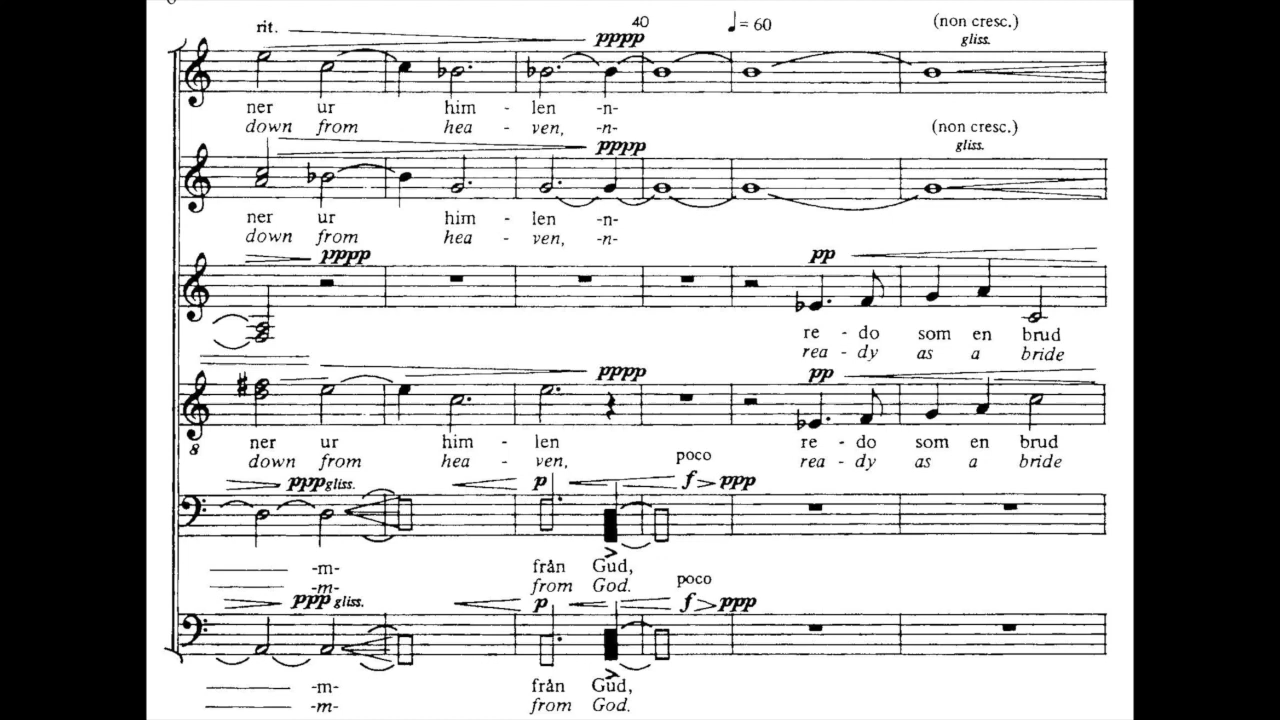 rit. pppp 40 ♩= 60 (non cresc.) gliss.
ner ur him - len -n-
down from hea - ven, -n-
pppp (non cresc.) gliss.
ner ur him - len -n-
down from hea - ven, -n-
pppp pp
re - do som en brud
rea - dy as a bride
pppp pp
8
ner ur him - len re - do som en brud
down from hea - ven, rea - dy as a bride
poco
ppp gliss. p f ppp
-m- från Gud,
-m- from God.
poco
ppp gliss. p f ppp
-m- från Gud,
-m- from God.